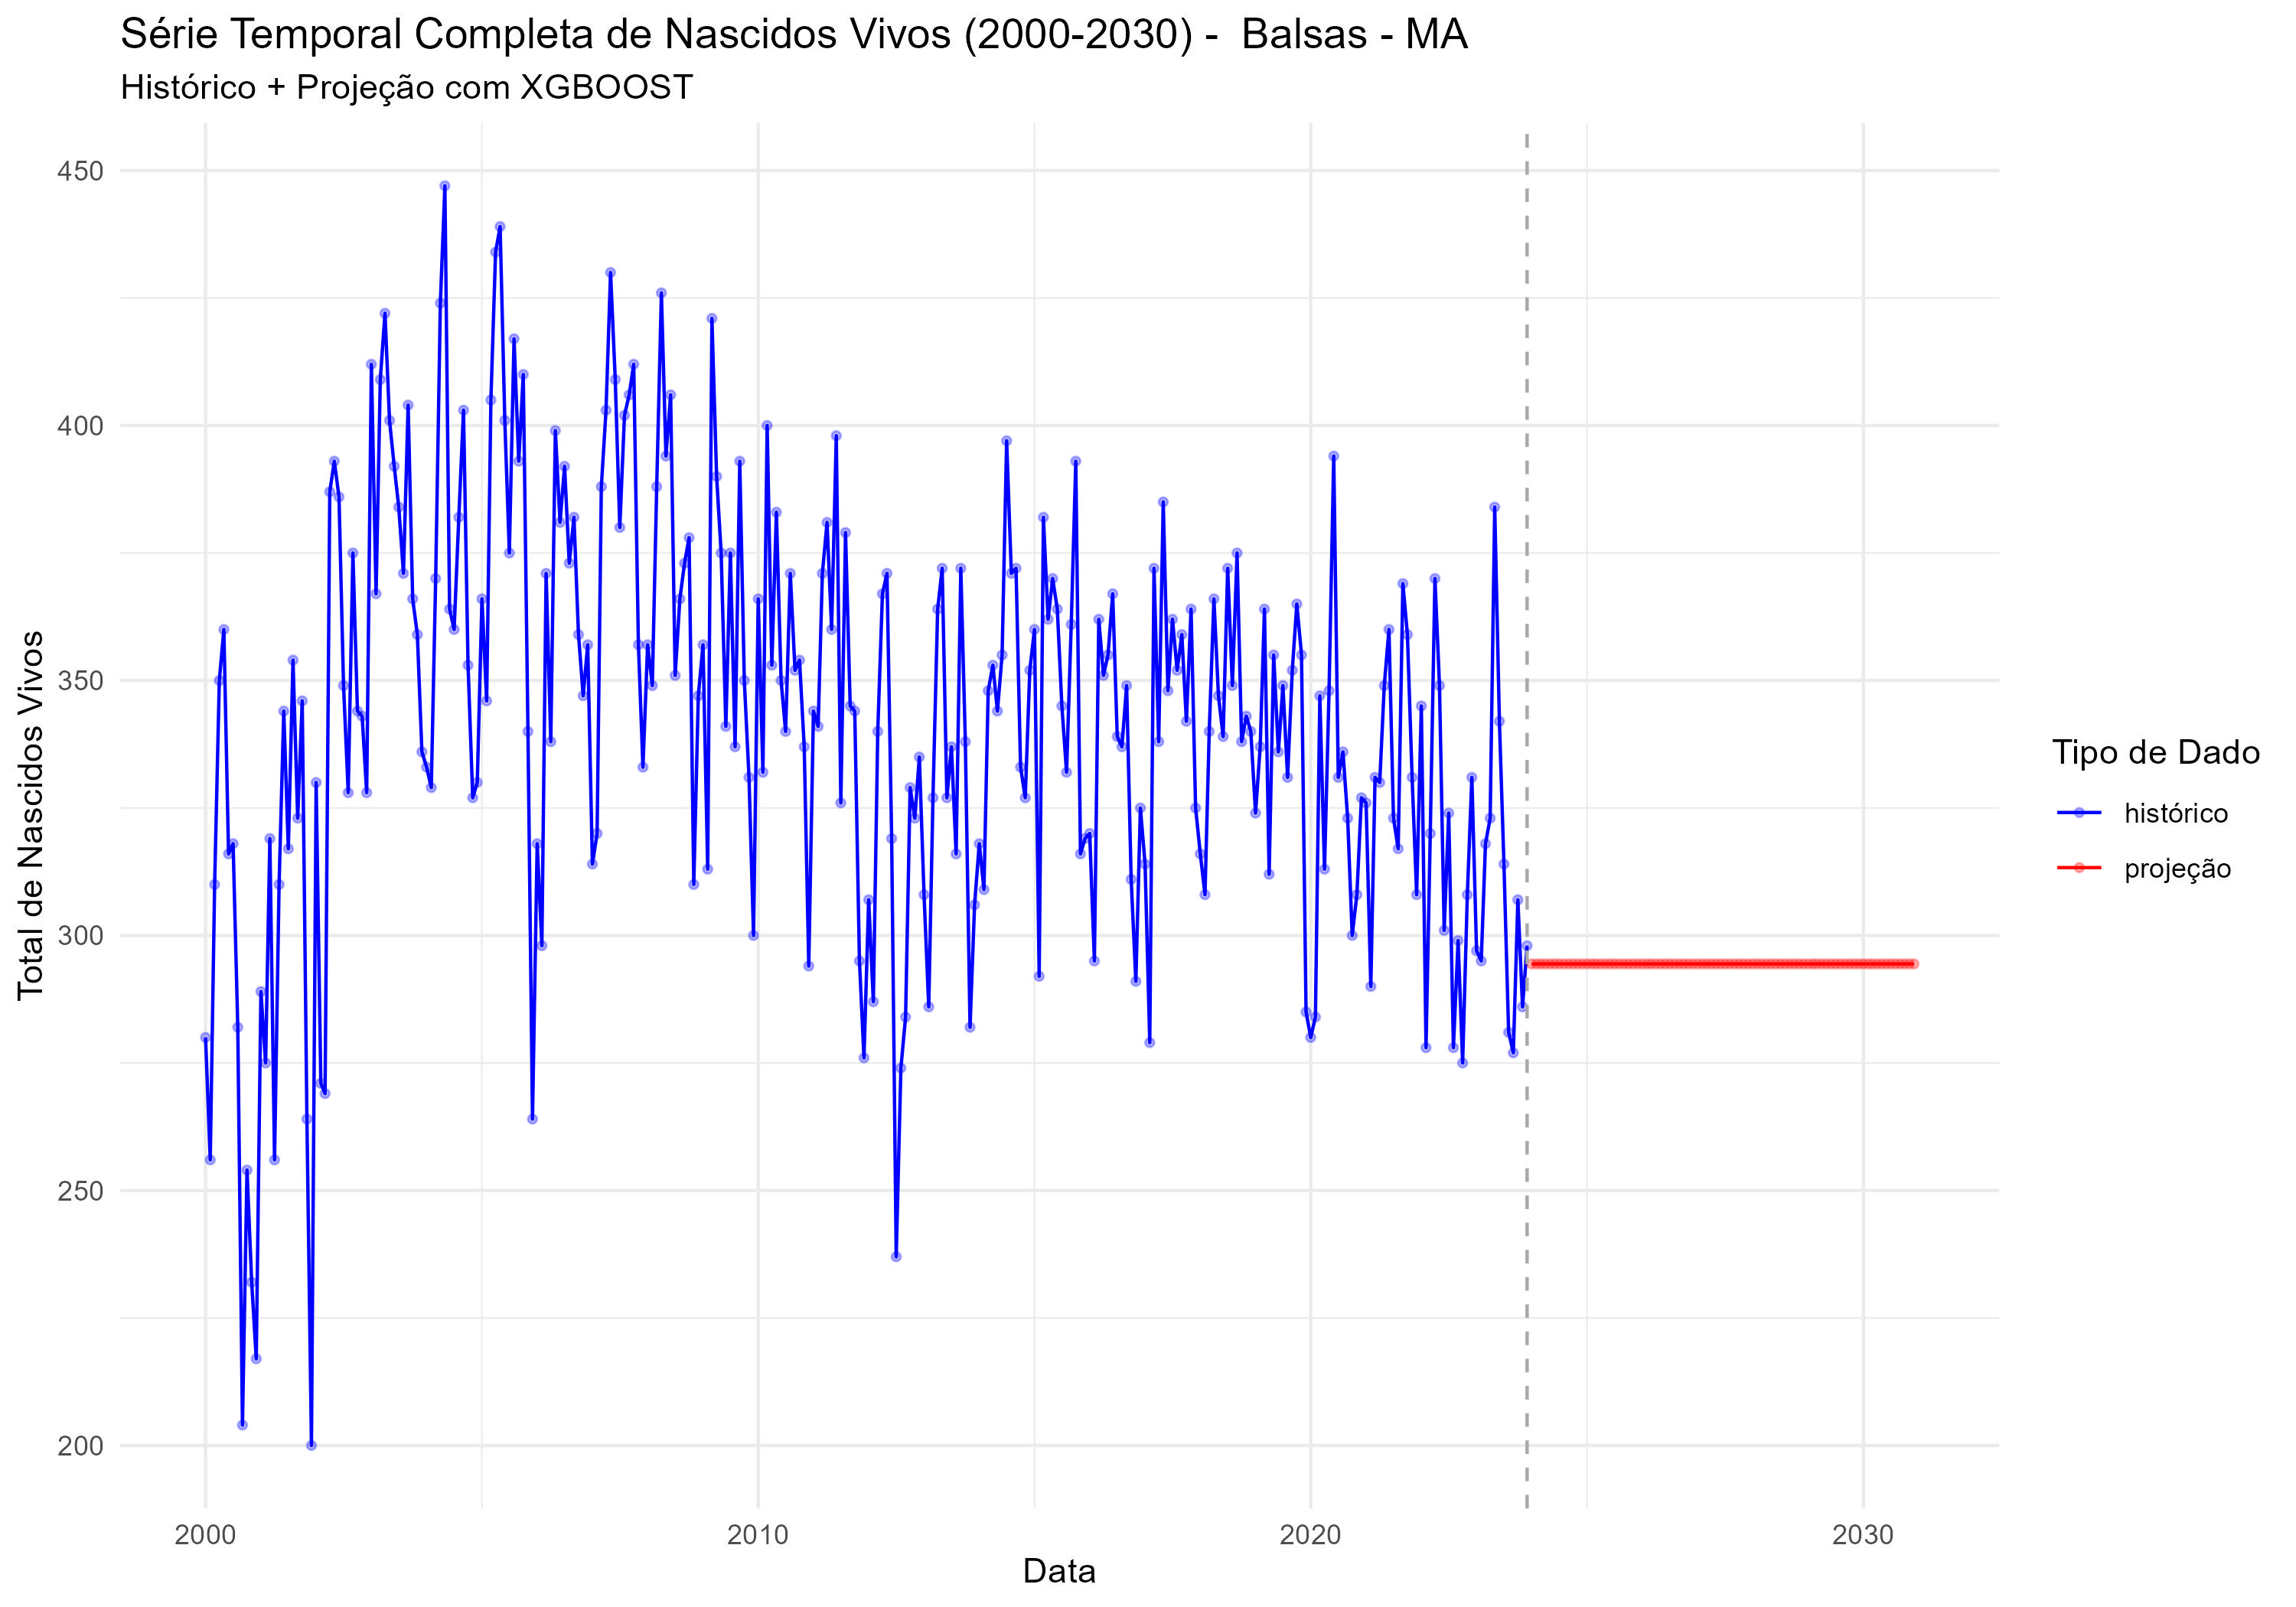 Série Temporal Completa de Nascidos Vivos (2000-2030) -  Balsas - MA
Histórico + Projeção com XGBOOST
Total de Nascidos Vivos
450
400
350
300
250
200
2000
2010
2020
2030
Data
Tipo de Dado
histórico
projeção